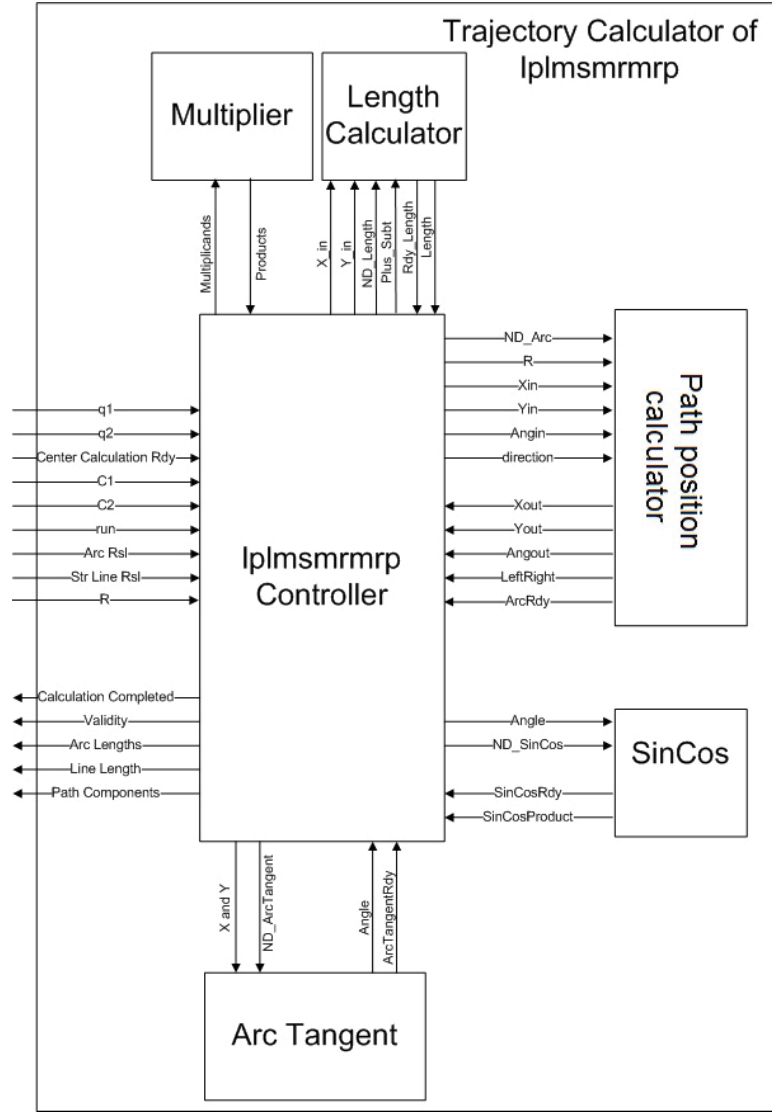 Trajectory Calculator of
lplmsmrmrp
Multiplier
Length
Calculator
Multiplicands
Products
X_in
Y_in
ND_Length
Plus_Subt
Rdy_Length
Length
q1
q2
Center Calculation Rdy
C1
C2
run
Arc Rsl
Str Line Rsl
R
lplmsmrmrp
Controller
ND_Arc
R
Xin
Yin
Angin
direction
Xout
Yout
Angout
LeftRight
ArcRdy
Path position
calculator
Calculation Completed
Validity
Arc Lengths
Line Length
Path Components
Angle
ND_SinCos
SinCosRdy
SinCosProduct
SinCos
X and Y
ND_ArcTangent
Angle
ArcTangentRdy
Arc Tangent